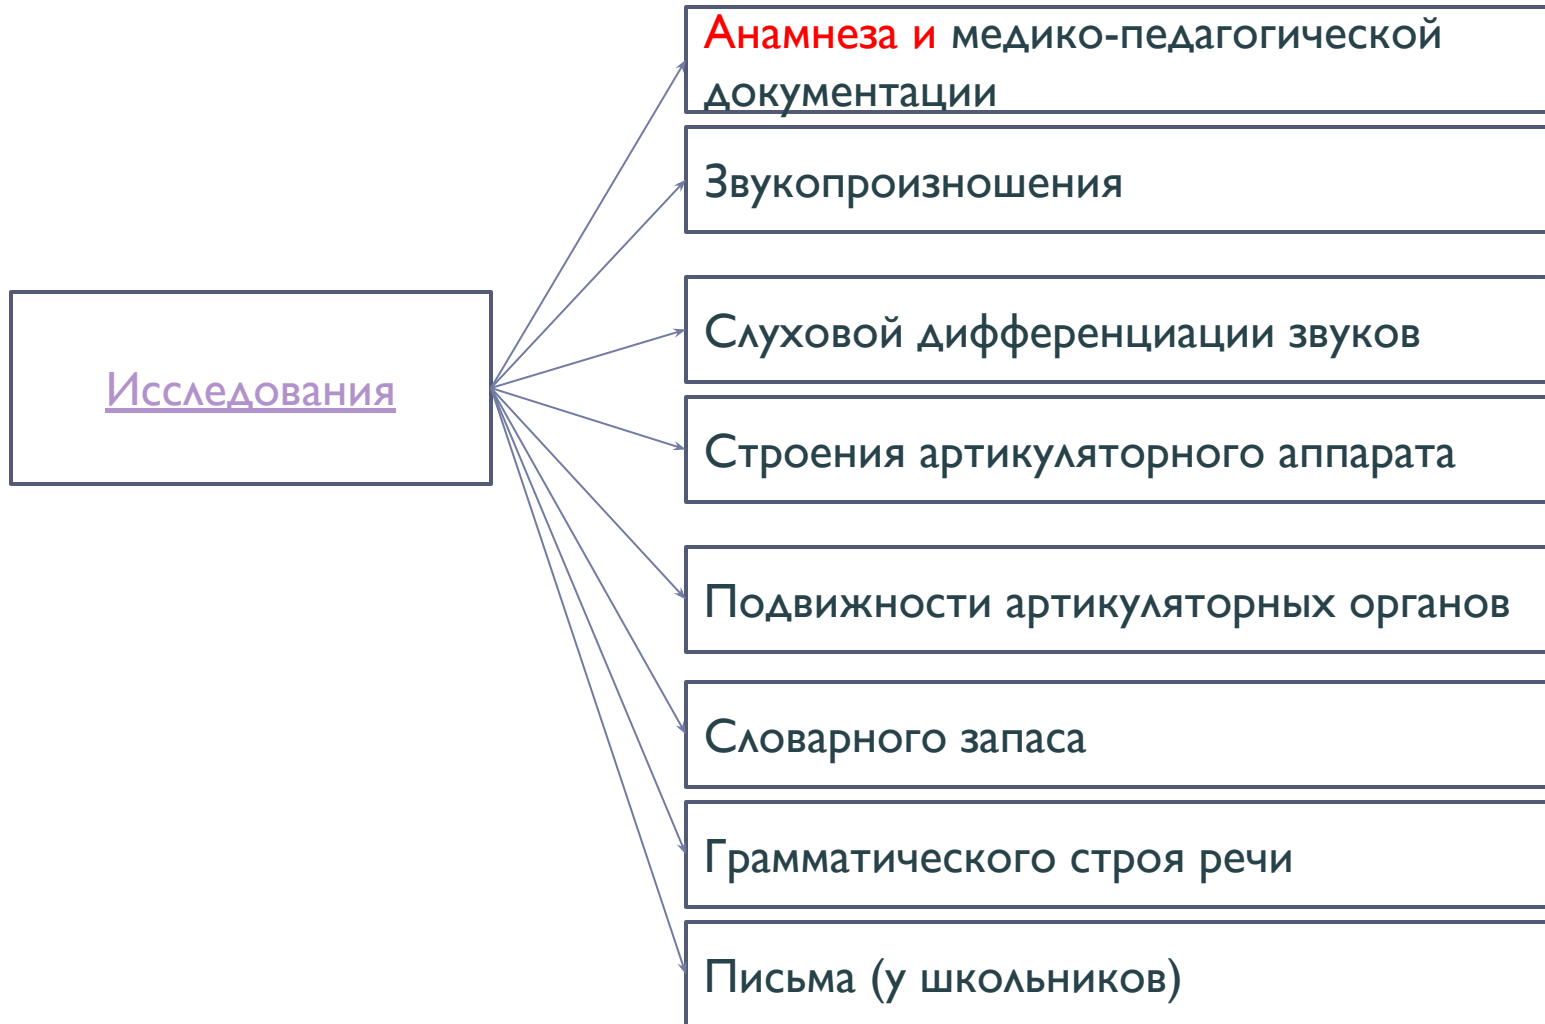 Анамнеза и медико-педагогической
документации
Звукопроизношения
Слуховой дифференциации звуков
Исследования
Строения артикуляторного аппарата
Подвижности артикуляторных органов
Словарного запаса
Грамматического строя речи
Письма (у школьников)